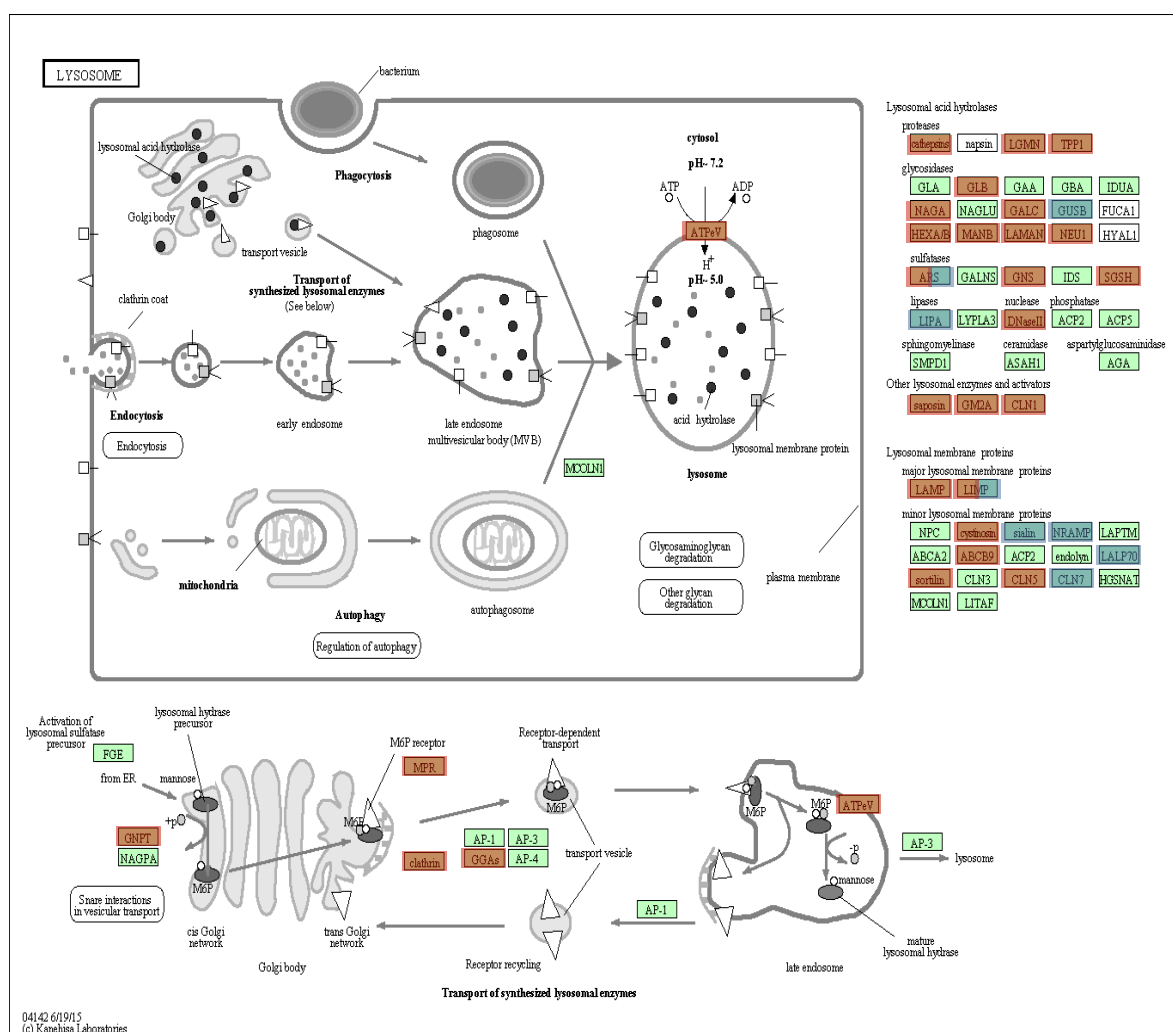 LYSOSOME
bacterium
lysosomal acid hydrolase
Golgi body
transport vesicle
Phagocytosis
phagosome
Transport of
synthesized lysosomal enzymes
(See below)
clathrin coat
Endocytosis
Endocytosis
early endosome
late endosome
multivesicular body (MVB)
MCOLN1
cytosol
pH~ 7.2
ATP
ADP
ATPeV
H+
pH~ 5.0
acid hydrolase
lysosomal membrane protein
lysosome
mitochondria
Autophagy
Regulation of autophagy
autophagosome
Glycosaminoglycan
degradation
Other glycan
degradation
plasma membrane
Lysosomal acid hydrolases
proteases
cathepsins napsin LGMN TPP1
glycosidases
GLA GLB GAA GBA IDUA
NAGA NAGLU GALC GUSB FUCA1
HEXA/B MANB LAMAN NEU1 HYAL1
sulfatases
ARS GALNS GNS IDS SGSH
lipases nuclease phosphatase
LIPA LYPLA3 DNaseII ACP2 ACP5
sphingomyelinase ceramidase aspartylglucosaminidase
SMPD1 ASAH1 AGA
Other lysosomal enzymes and activators
saposin GM2A CLN1
Lysosomal membrane proteins
major lysosomal membrane proteins
LAMP LIMP
minor lysosomal membrane proteins
NPC cystinosin sialin NRAMP LAPTM
ABCA2 ABCB9 ACP2 endolyn LALP70
sortilin CLN3 CLN5 CLN7 HGSNAT
MCOLN1 LITAF
Activation of
lysosomal sulfatase
precursor
FGE
from ER
lysosomal hydrase
precursor
mannose
+p
GNPT
NAGPA
M6P
Snare interactions
in vesicular transport
cis Golgi
network
trans Golgi
network
Golgi body
M6P receptor
MPR
M6P
clathrin
AP-1 AP-3
GGAs AP-4
Receptor-dependent
transport
M6P
transport vesicle
Receptor recycling
AP-1
M6P
M6P
ATPeV
-p
mannose
AP-3
lysosome
mature
lysosomal hydrase
late endosome
Transport of synthesized lysosomal enzymes
04142 6/19/15
(c) Kanehisa Laboratories